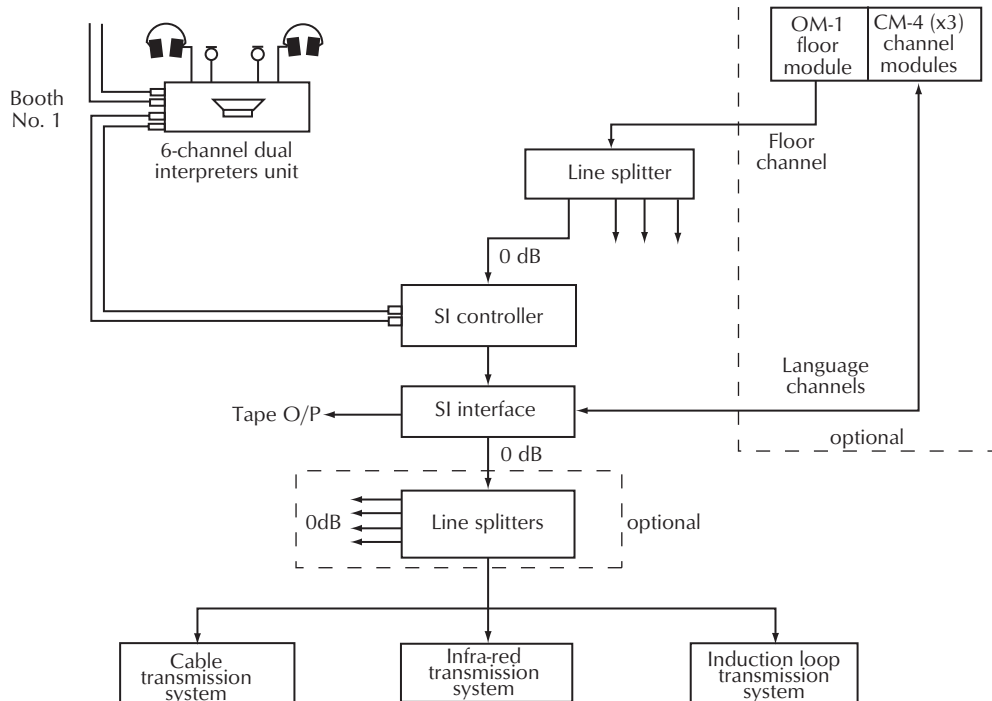 OM-1
floor
module
CM-4 (x3)
channel
modules
Booth
No. 1
6-channel dual
interpreters unit
Floor
channel
Line splitter
0 dB
SI controller
Language
channels
SI interface
Tape O/P
optional
0 dB
0dB
Line splitters
optional
Cable
transmission
system
Infra-red
transmission
system
Induction loop
transmission
system